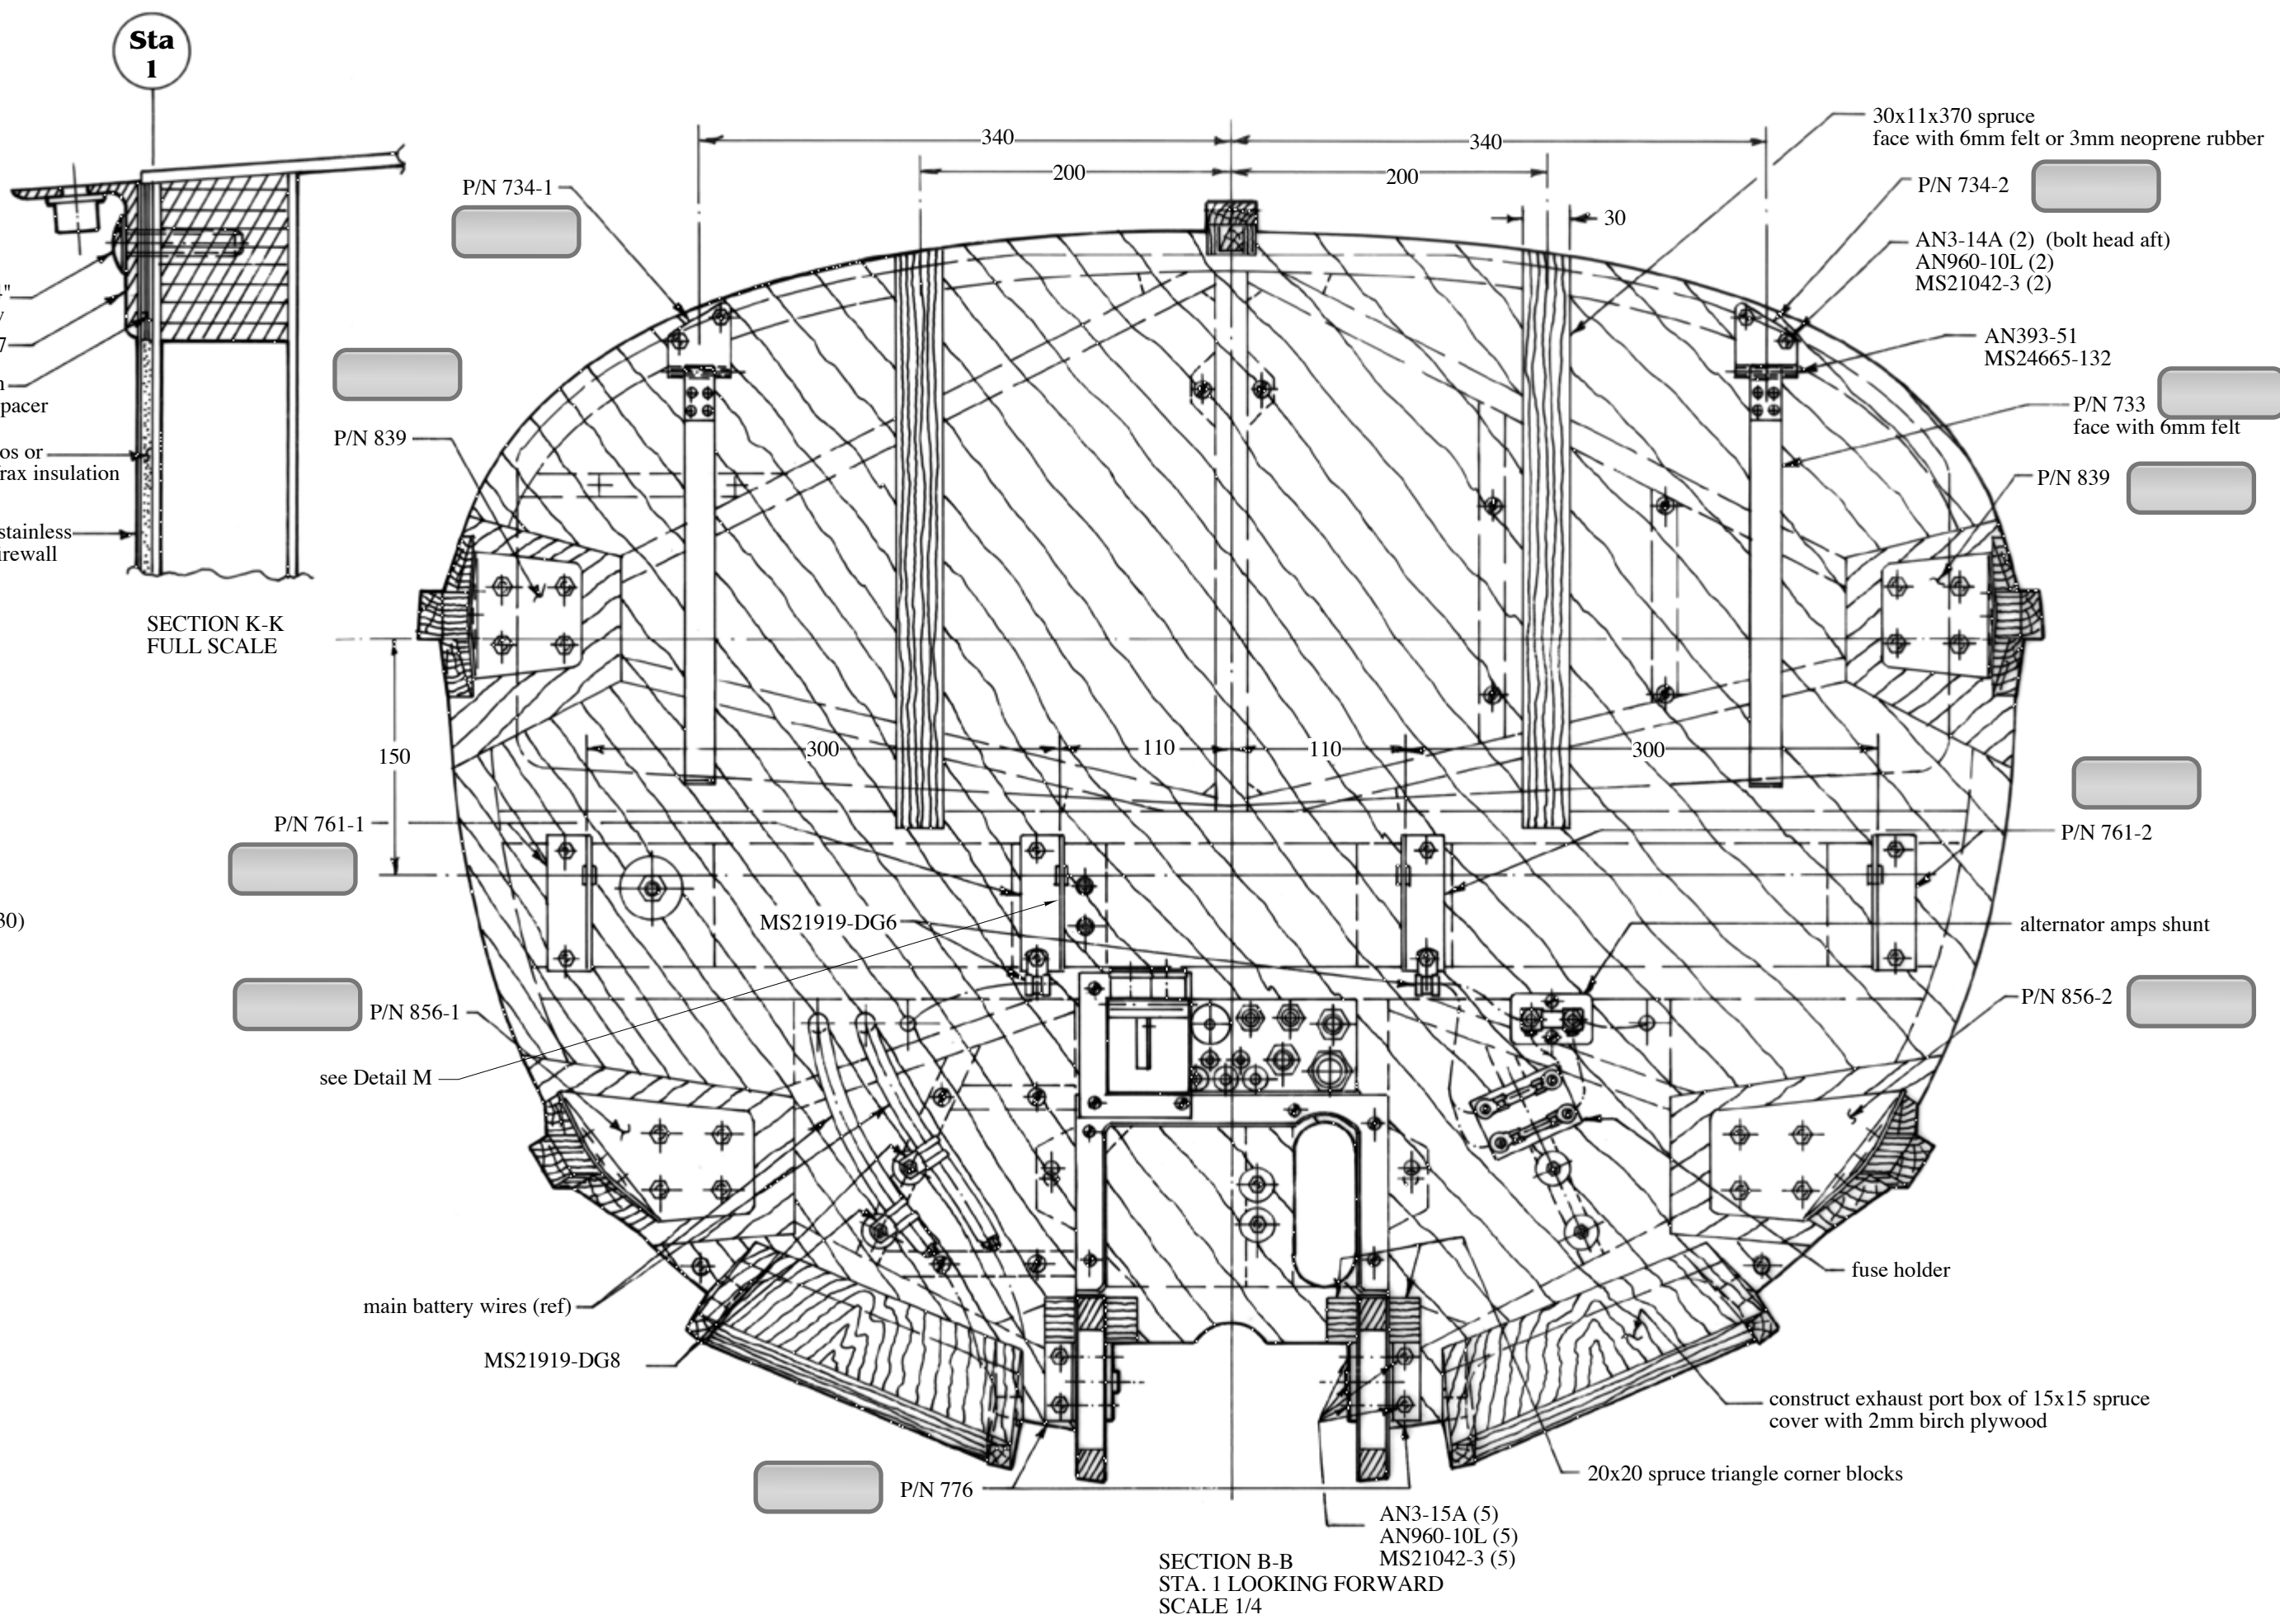 Sta
1
4"
7
pacer
os or
rax insulation
stainless
irewall
SECTION K-K
FULL SCALE
30)
340
340
200
200
30
P/N 734-1
30x11x370 spruce
face with 6mm felt or 3mm neoprene rubber
P/N 734-2
AN3-14A (2) (bolt head aft)
AN960-10L (2)
MS21042-3 (2)
AN393-51
MS24665-132
P/N 733
face with 6mm felt
P/N 839
P/N 839
150
300
110
110
300
P/N 761-1
P/N 761-2
MS21919-DG6
alternator amps shunt
P/N 856-1
P/N 856-2
see Detail M
fuse holder
main battery wires (ref)
MS21919-DG8
construct exhaust port box of 15x15 spruce
cover with 2mm birch plywood
20x20 spruce triangle corner blocks
P/N 776
AN3-15A (5)
AN960-10L (5)
MS21042-3 (5)
SECTION B-B
STA. 1 LOOKING FORWARD
SCALE 1/4